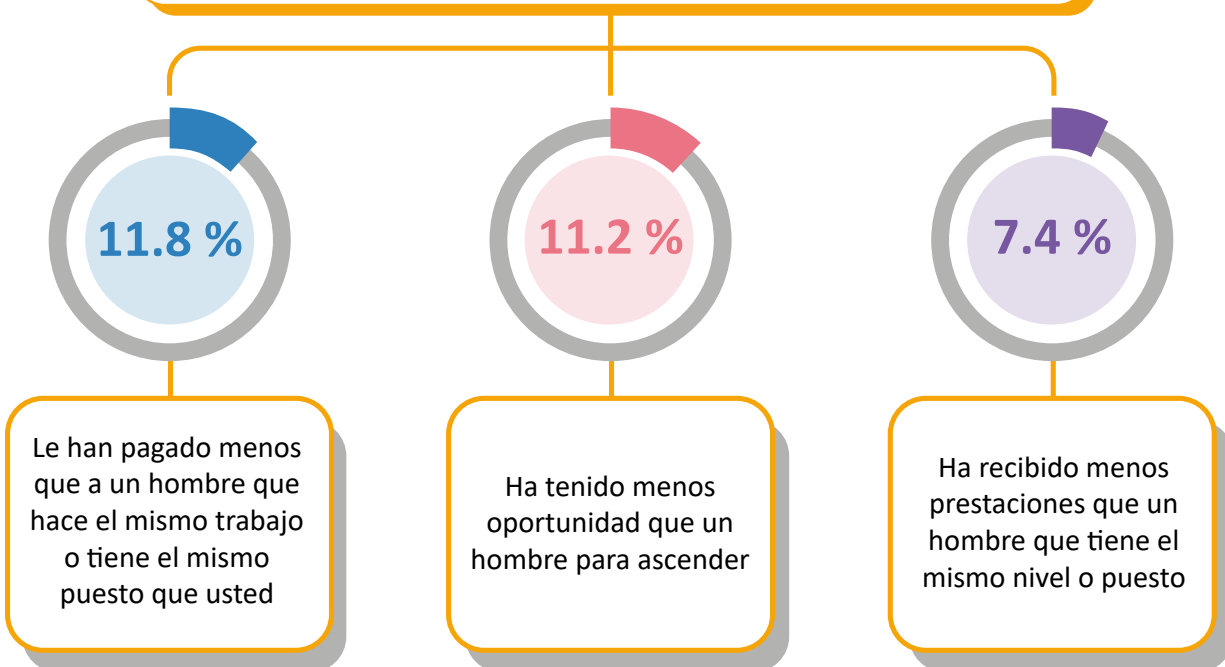 11.8 %
11.2 %
7.4 %
Le han pagado menos
que a un hombre que
hace el mismo trabajo
o tiene el mismo
puesto que usted
Ha tenido menos
oportunidad que un
hombre para ascender
Ha recibido menos
prestaciones que un
hombre que tiene el
mismo nivel o puesto